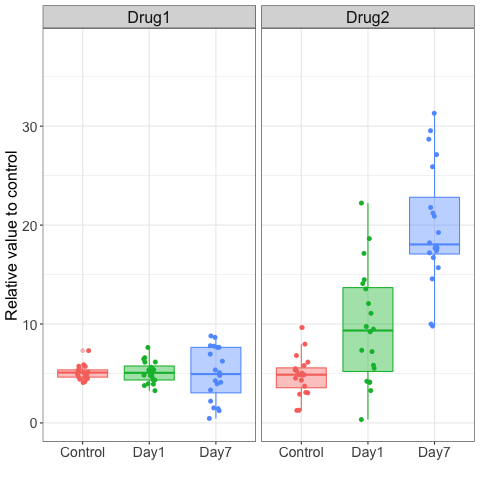 Drug1
Drug2
Relative value to control
30
20
10
0
Control
Day1
Day7
Control
Day1
Day7